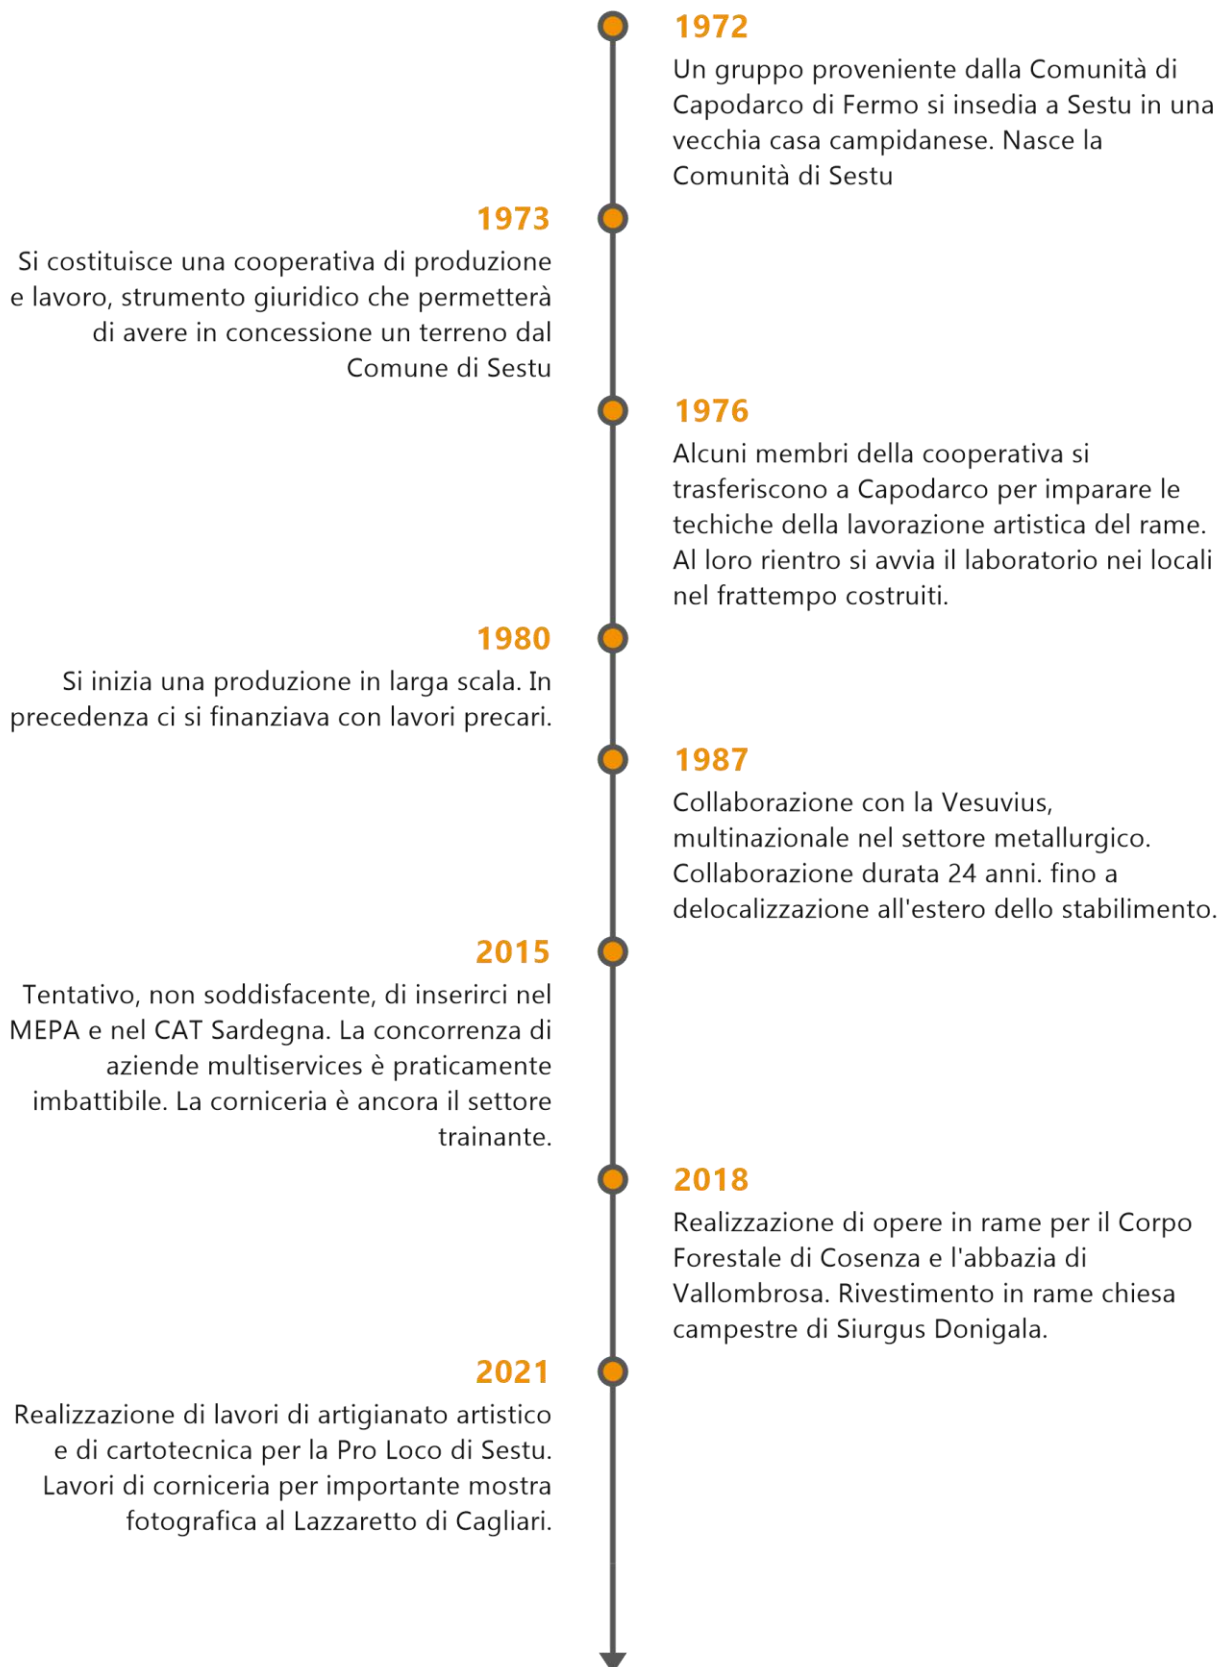 1972
Un gruppo proveniente dalla Comunità di
Capodarco di Fermo si insedia a Sestu in una
vecchia casa campidanese. Nasce la
Comunità di Sestu
1973
Si costituisce una cooperativa di produzione
e lavoro, strumento giuridico che permetterà
di avere in concessione un terreno dal
Comune di Sestu
1976
Alcuni membri della cooperativa si
trasferiscono a Capodarco per imparare le
techiche della lavorazione artistica del rame.
Al loro rientro si avvia il laboratorio nei locali
nel frattempo costruiti.
1980
Si inizia una produzione in larga scala. In
precedenza ci si finanziava con lavori precari.
1987
Collaborazione con la Vesuvius,
multinazionale nel settore metallurgico.
Collaborazione durata 24 anni. fino a
delocalizzazione all'estero dello stabilimento.
2015
Tentativo, non soddisfacente, di inserirci nel
MEPA e nel CAT Sardegna. La concorrenza di
aziende multiservices è praticamente
imbattibile. La corniceria è ancora il settore
trainante.
2018
Realizzazione di opere in rame per il Corpo
Forestale di Cosenza e l'abbazia di
Vallombrosa. Rivestimento in rame chiesa
campestre di Siurgus Donigala.
2021
Realizzazione di lavori di artigianato artistico
e di cartotecnica per la Pro Loco di Sestu.
Lavori di corniceria per importante mostra
fotografica al Lazzaretto di Cagliari.